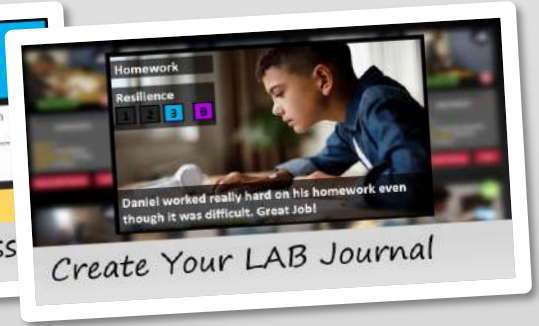 Homework
Resilience
1 2 3
Daniel worked really hard on his homework even
though it was difficult. Great Job!
ss
Create Your LAB Journal